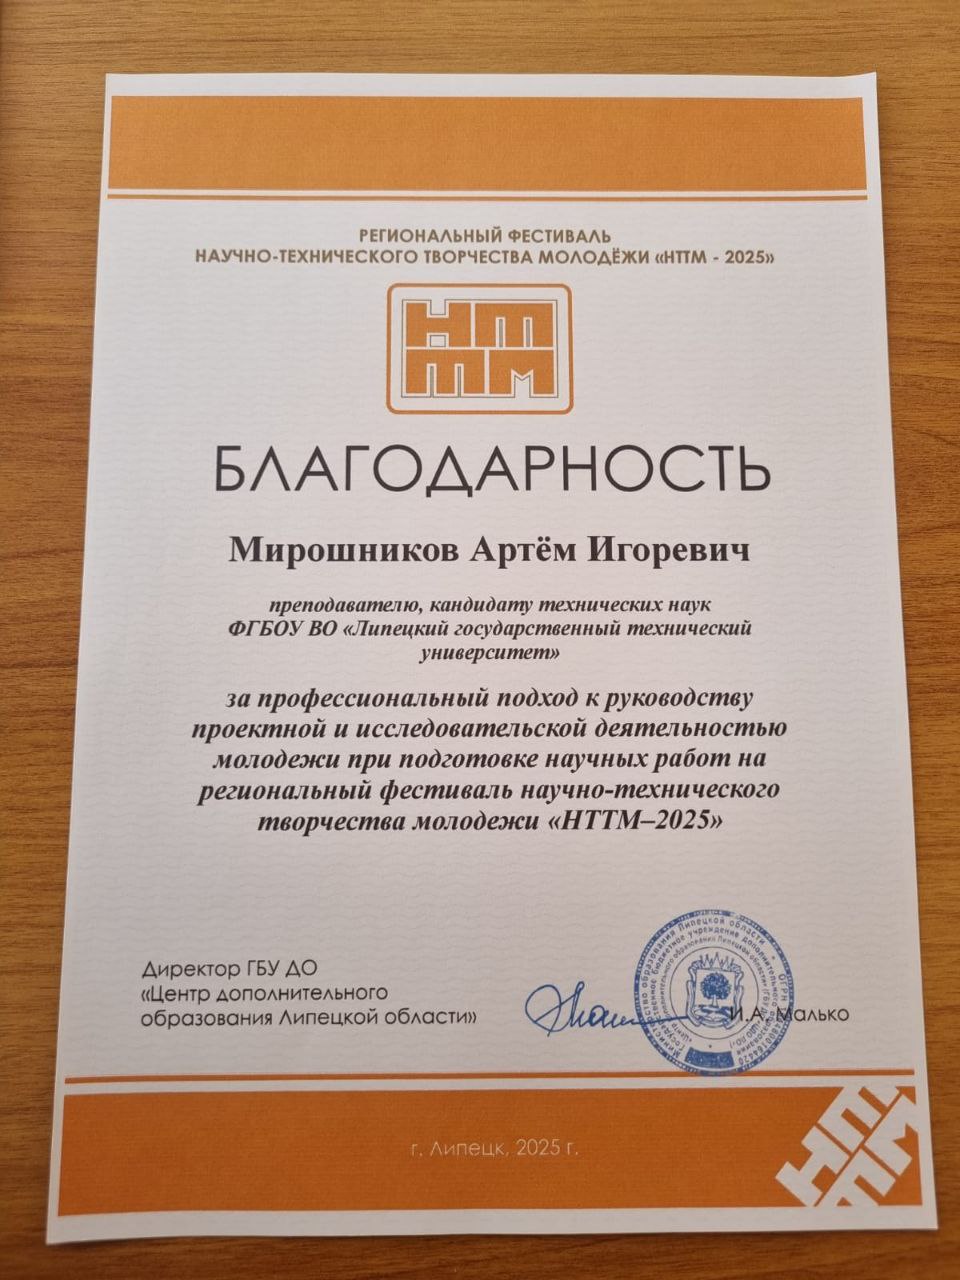 РЕГИОНАЛЬНЫЙ ФЕСТИВАЛЬ
НАУЧНО-ТЕХНИЧЕСКОГО ТВОРЧЕСТВА МОЛОДЁЖИ «НТТМ - 2025»
НТ
ТМ
БЛАГОДАРНОСТЬ
Мирошников Артём Игоревич
преподавателю, кандидату технических наук
ФГБОУ ВО «Липецкий государственный технический
университет»
за профессиональный подход к руководству
проектной и исследовательской деятельностью
молодежи при подготовке научных работ на
региональный фестиваль научно-технического
творчества молодежи «НТТМ–2025»
Директор ГБУ ДО
«Центр дополнительного
образования Липецкой области»
И.А. Малько
г. Липецк, 2025 г.
НТ
ТМ